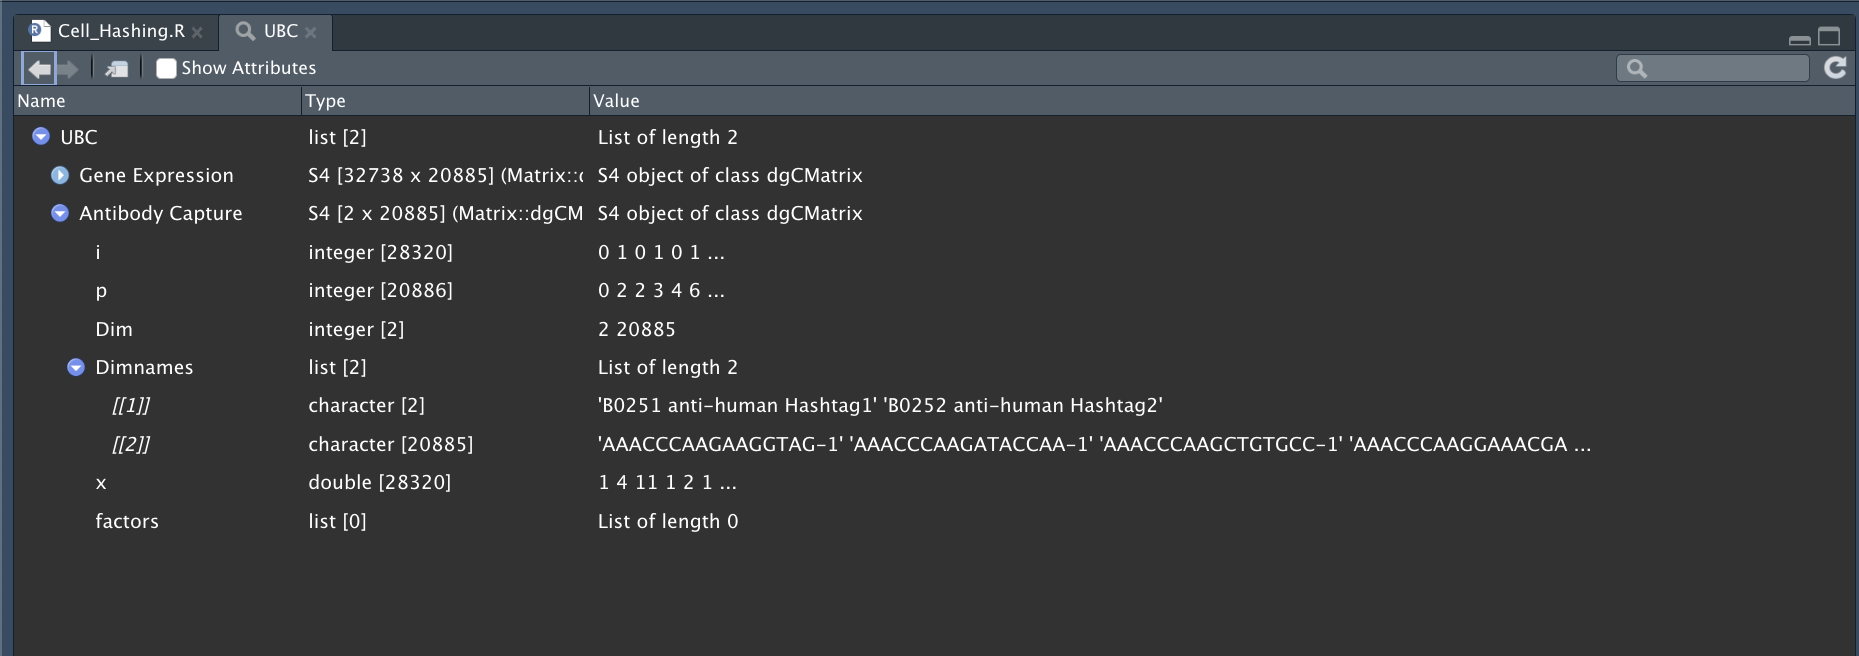 Cell_Hashing.R UBC
Show Attributes
Name Type Value
UBC list [2] List of length 2
Gene Expression S4 [32738 x 20885] (Matrix::c S4 object of class dgCMatrix
Antibody Capture S4 [2 x 20885] (Matrix::dgCM S4 object of class dgCMatrix
i integer [28320] 0 1 0 1 0 1 ...
p integer [20886] 0 2 2 3 4 6 ...
Dim integer [2] 2 20885
Dimnames list [2] List of length 2
[[1]] character [2] 'B0251 anti-human Hashtag1' 'B0252 anti-human Hashtag2'
[[2]] character [20885] 'AAACCCAAGAAGGTAG-1' 'AAACCCAAGATACCAA-1' 'AAACCCAAGCTGTGCC-1' 'AAACCCAAGGAAACGA ...
x double [28320] 1 4 11 1 2 1 ...
factors list [0] List of length 0